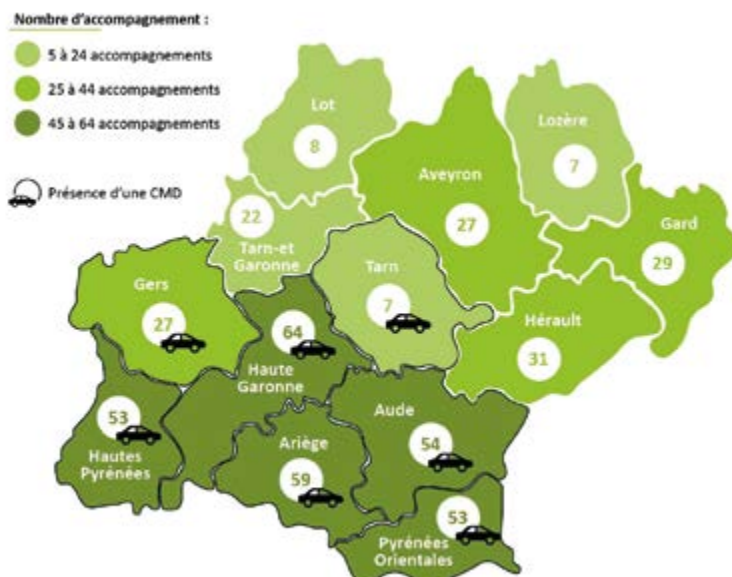 Nombre d'accompagnement :
5 à 24 accompagnements
25 à 44 accompagnements
45 à 64 accompagnements
Présence d'une CMD
Lot
8
Lozère
7
Aveyron
27
22
Tarn-et
Garonne
Gard
29
Tarn
7
Gers
27
Hérault
31
64
Haute
Garonne
53
Hautes
Pyrénées
Aude
54
Ariège
59
53
Pyrénées
Orientales